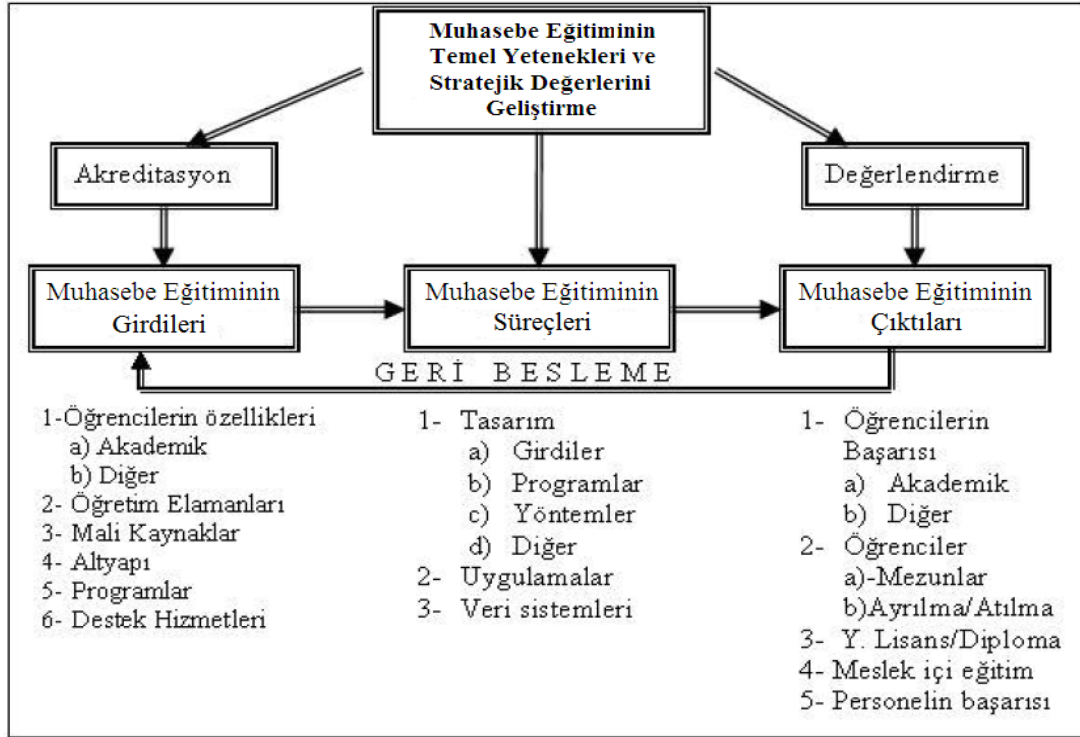 Muhasebe Eğitiminin
Temel Yetenekleri ve
Stratejik Değerlerini
Geliştirme
Akreditasyon
Değerlendirme
Muhasebe Eğitiminin
Girdileri
Muhasebe Eğitiminin
Süreçleri
Muhasebe Eğitiminin
Çıktıları
GERİ BESLEME
1-Öğrencilerin özellikleri
a) Akademik
b) Diğer
2- Öğretim Elamanları
3- Mali Kaynaklar
4- Altyapı
5- Programlar
6- Destek Hizmetleri
1- Tasarım
a) Girdiler
b) Programlar
c) Yöntemler
d) Diğer
2- Uygulamalar
3- Veri sistemleri
1- Öğrencilerin
Başarısı
a) Akademik
b) Diğer
2- Öğrenciler
a)-Mezunlar
b)Ayrılma/Atılma
3- Y. Lisans/Diploma
4- Meslek içi eğitim
5- Personelin başarısı